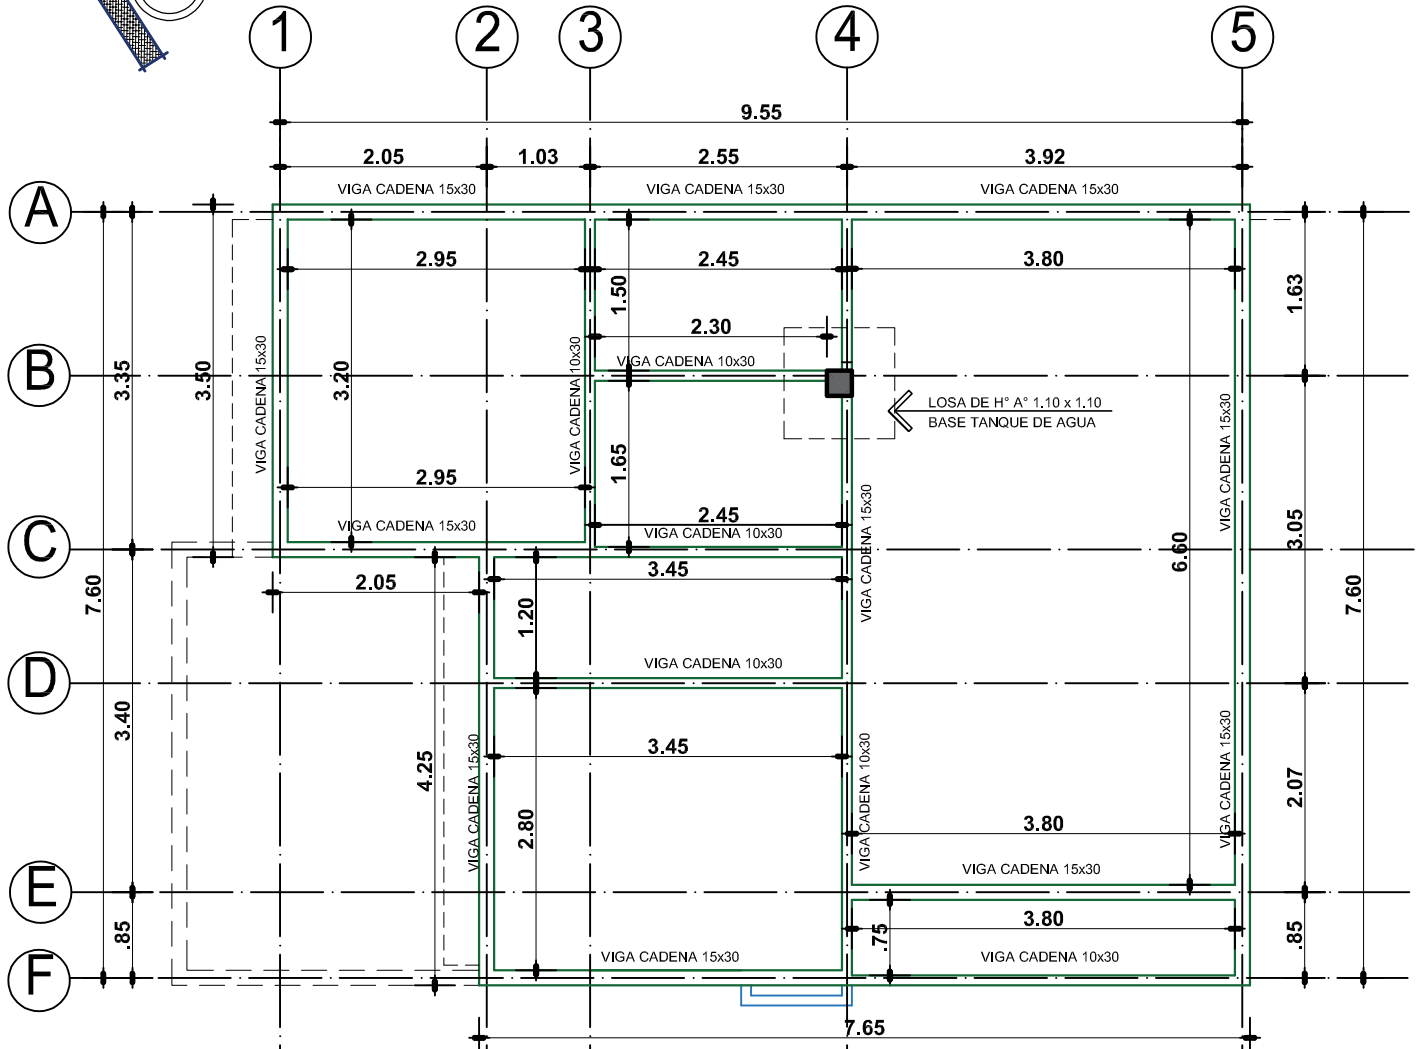 1 2 3 4 5
9.55
2.05 1.03 2.55 3.92
VIGA CADENA 15x30 VIGA CADENA 15x30 VIGA CADENA 15x30
A
2.95 2.45 3.80
1.50
1.63
2.30
VIGA CADENA 10x30
B
3.35
3.50
VIGA CADENA 15x30
3.20
VIGA CADENA 10x30
LOSA DE H° A° 1.10 x 1.10
BASE TANQUE DE AGUA
1.65
VIGA CADENA 15x30
2.95
2.45
VIGA CADENA 15x30
VIGA CADENA 10x30
VIGA CADENA 15x30
C
3.05
6.60
7.60
2.05
3.45
1.20
7.60
VIGA CADENA 10x30
D
3.40
4.25
VIGA CADENA 15x30
3.45
2.80
VIGA CADENA 10x30
VIGA CADENA 15x30
2.07
3.80
VIGA CADENA 15x30
E
.85
.75
3.80
.85
VIGA CADENA 15x30
VIGA CADENA 10x30
F
7.65